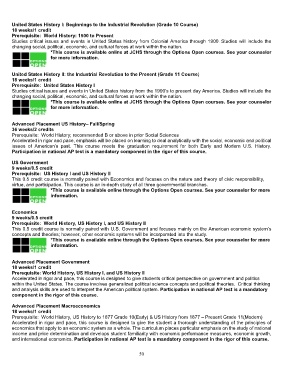 United States History I: Beginnings to the Industrial Revolution (Grade 10 Course)
18 weeks/1 credit
Prerequisite: World History: 1500 to Present
Studies critical issues and events in United States history from Colonial America through 1900. Studies will include the
changing social, political, economic, and cultural forces at work within the nation.
*This course is available online at JCHS through the Options Open courses. See your counselor
for more information.
United States History II: the Industrial Revolution to the Present (Grade 11 Course)
18 weeks/1 credit
Prerequisite: United States History I
Studies critical issues and events in United States history from the 1900's to present day America. Studies will include the
changing social, political, economic, and cultural forces at work within the nation.
*This course is available online at JCHS through the Options Open courses. See your counselor
for more information.
Advanced Placement US History– Fall/Spring
36 weeks/2 credits
Prerequisite: World History; recommended B or above in prior Social Sciences
Accelerated in rigor and pace, emphasis will be placed on learning to deal analytically with the social, economic and political
issues of American's past. This course meets the graduation requirement for both Early and Modern U.S. History.
Participation in national AP test is a mandatory component in the rigor of this course.
US Government
9 weeks/0.5 credit
Prerequisite: US History I and US History II
This 0.5 credit course is normally paired with Economics and focuses on the nature and theory of civic responsibility,
virtue, and participation. This course is an in-depth study of all three governmental branches.
*This course is available online through the Options Open courses. See your counselor for more
information.
Economics
9 weeks/0.5 credit
Prerequisite: World History, US History I, and US History II
This 0.5 credit course is normally paired with U.S. Government and focuses mainly on the American economic system's
concepts and theories; however, other economic systems will be incorporated into the study.
*This course is available online through the Options Open courses. See your counselor for more
information.
Advanced Placement Government
18 weeks/1 credit
Prerequisite: World History, US History I, and US History II
Accelerated in rigor and pace, this course is designed to give students critical perspective on government and politics
within the United States. The course involves generalized political science concepts and political theories. Critical thinking
and analysis skills are used to interpret the American political system. Participation in national AP test is a mandatory
component in the rigor of this course.
Advanced Placement Macroeconomics
18 weeks/1 credit
Prerequisite: World History, US History to 1877 Grade 10(Early) & US History from 1877 – Present Grade 11(Modern)
Accelerated in rigor and pace, this course is designed to give the student a thorough understanding of the principles of
economics that apply to an economic system as a whole. The curriculum places particular emphasis on the study of national
income and price determination and develops student familiarity with economic performance measures, economic growth,
and international economics. Participation in national AP test is a mandatory component in the rigor of this course.